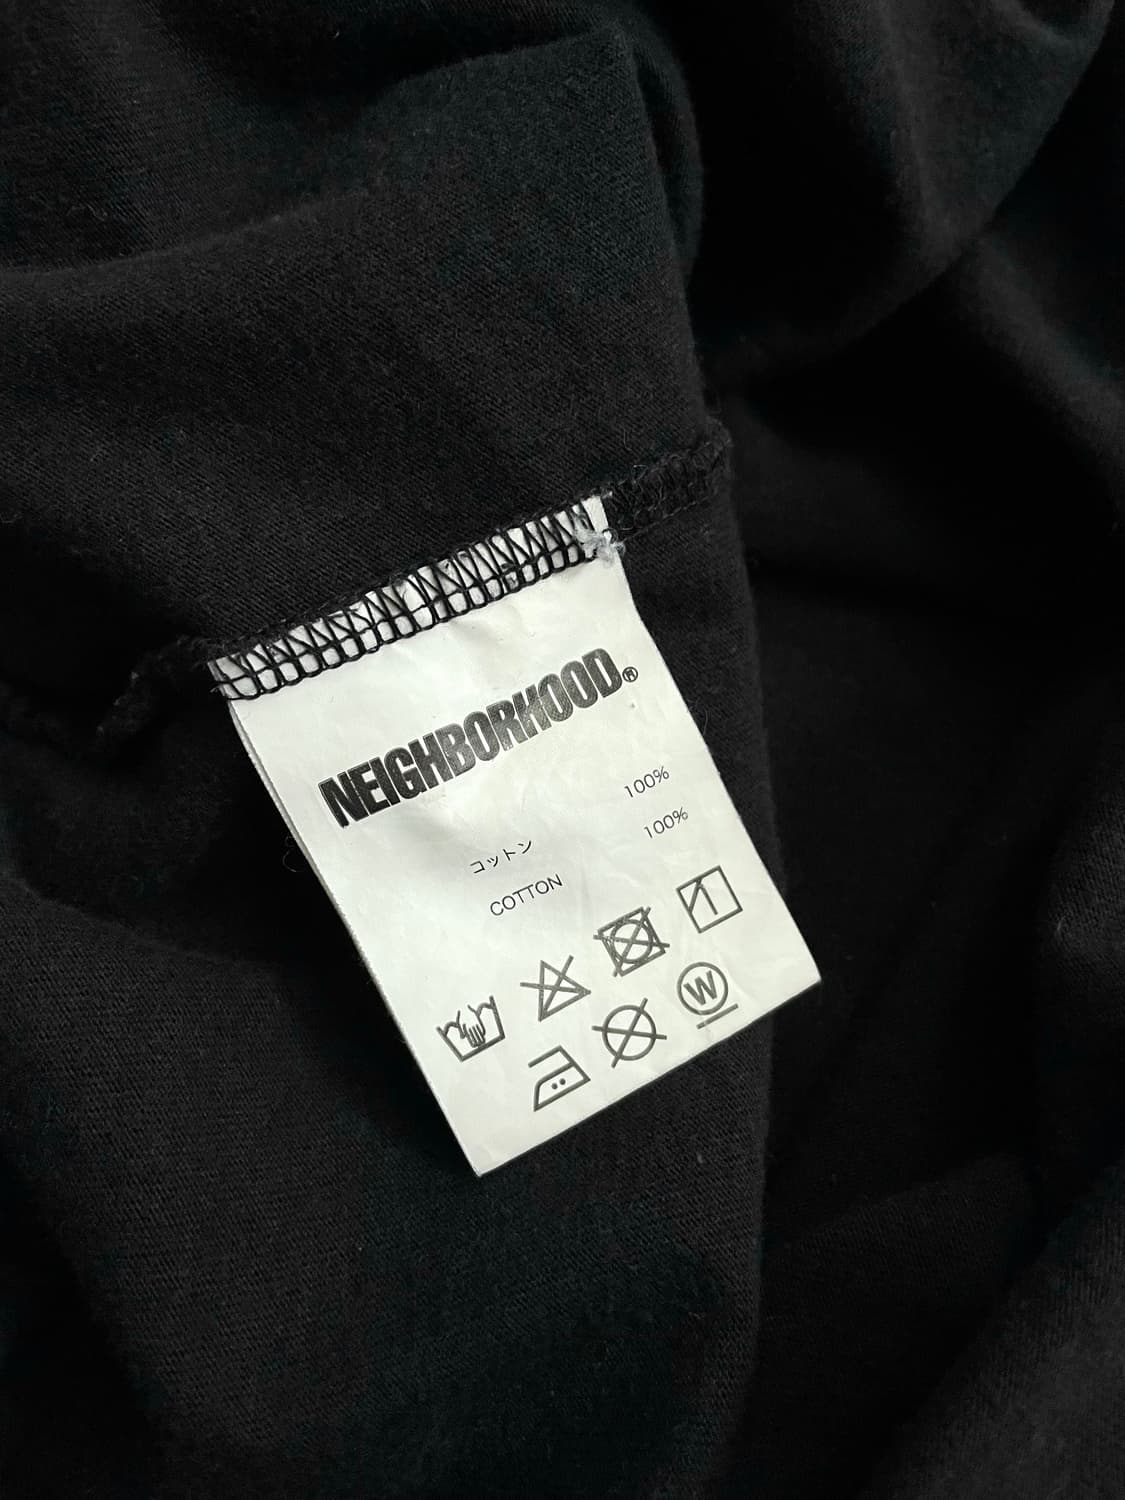 NEIGHBORHOOD®
コットン 100%
COTTON 100%
W